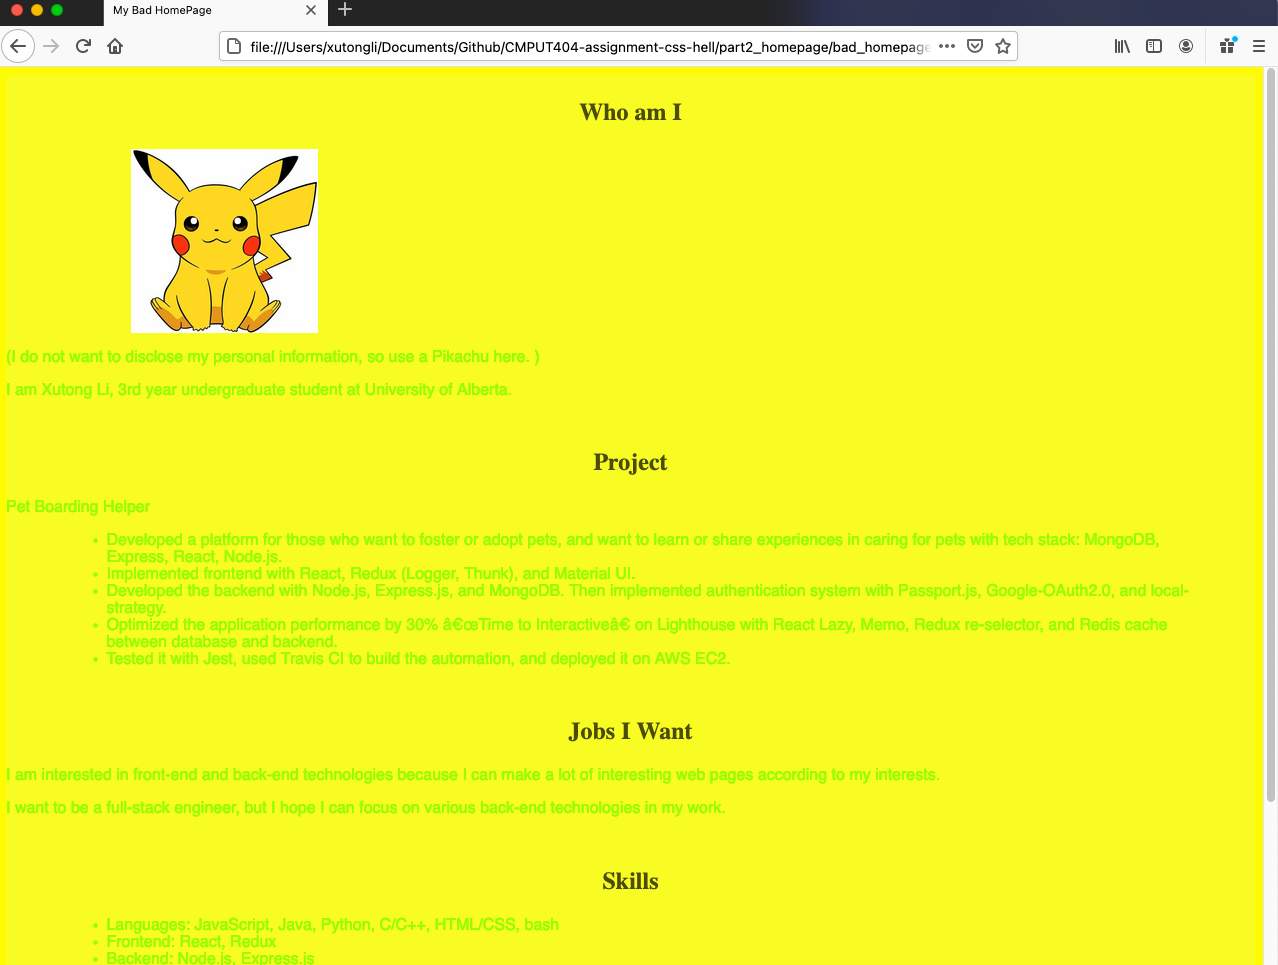 My Bad HomePage
file:///Users/xutongli/Documents/Github/CMPUT404-assignment-css-hell/part2_homepage/bad_homepage
Who am I
(I do not want to disclose my personal information, so use a Pikachu here. )
I am Xutong Li, 3rd year undergraduate student at University of Alberta.
Project
Pet Boarding Helper
• Developed a platform for those who want to foster or adopt pets, and want to learn or share experiences in caring for pets with tech stack: MongoDB,
Express, React, Node.js.
• Implemented frontend with React, Redux (Logger, Thunk), and Material UI.
• Developed the backend with Node.js, Express.js, and MongoDB. Then implemented authentication system with Passport.js, Google-OAuth2.0, and local-
strategy.
• Optimized the application performance by 30% â€œTime to Interactiveâ€ on Lighthouse with React Lazy, Memo, Redux re-selector, and Redis cache
between database and backend.
• Tested it with Jest, used Travis CI to build the automation, and deployed it on AWS EC2.
Jobs I Want
I am interested in front-end and back-end technologies because I can make a lot of interesting web pages according to my interests.
I want to be a full-stack engineer, but I hope I can focus on various back-end technologies in my work.
Skills
• Languages: JavaScript, Java, Python, C/C++, HTML/CSS, bash
• Frontend: React, Redux
• Backend: Node.js, Express.js